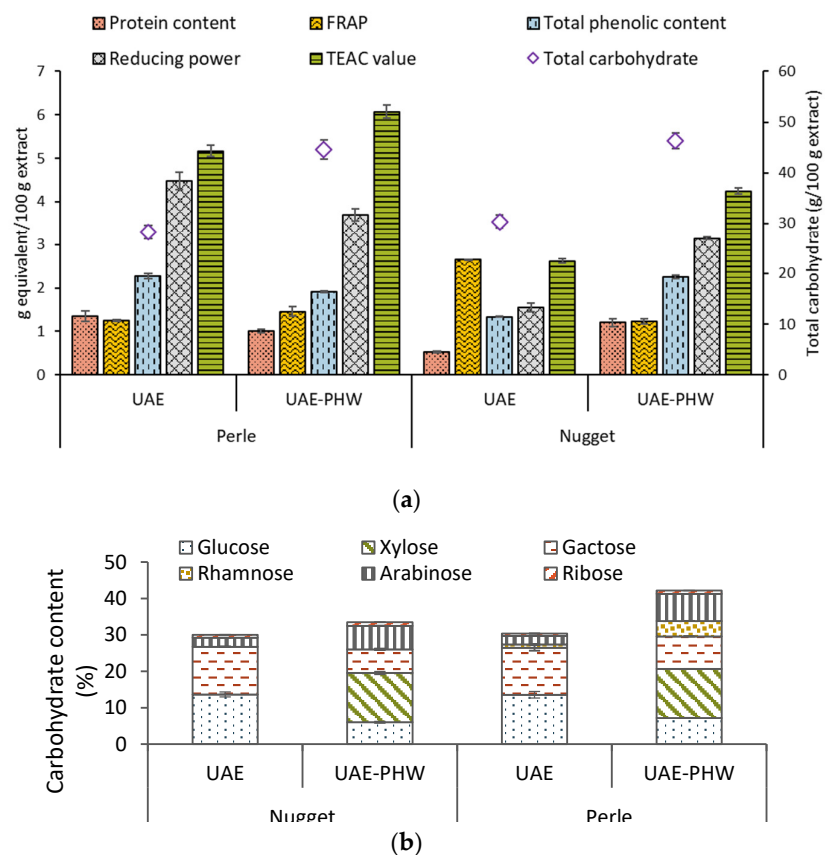 Protein content FRAP Total phenolic content
Reducing power TEAC value Total carbohydrate
g equivalent/100 g extract
7
6
5
4
3
2
1
0
Total carbohydrate (g/100 g extract)
60
50
40
30
20
10
0
UAE UAE-PHW UAE UAE-PHW
Perle Nugget
(a)
Glucose Xylose Gactose
Rhamnose Arabinose Ribose
Carbohydrate content
(%)
50
40
30
20
10
0
UAE UAE-PHW UAE UAE-PHW
Nugget Perle
(b)